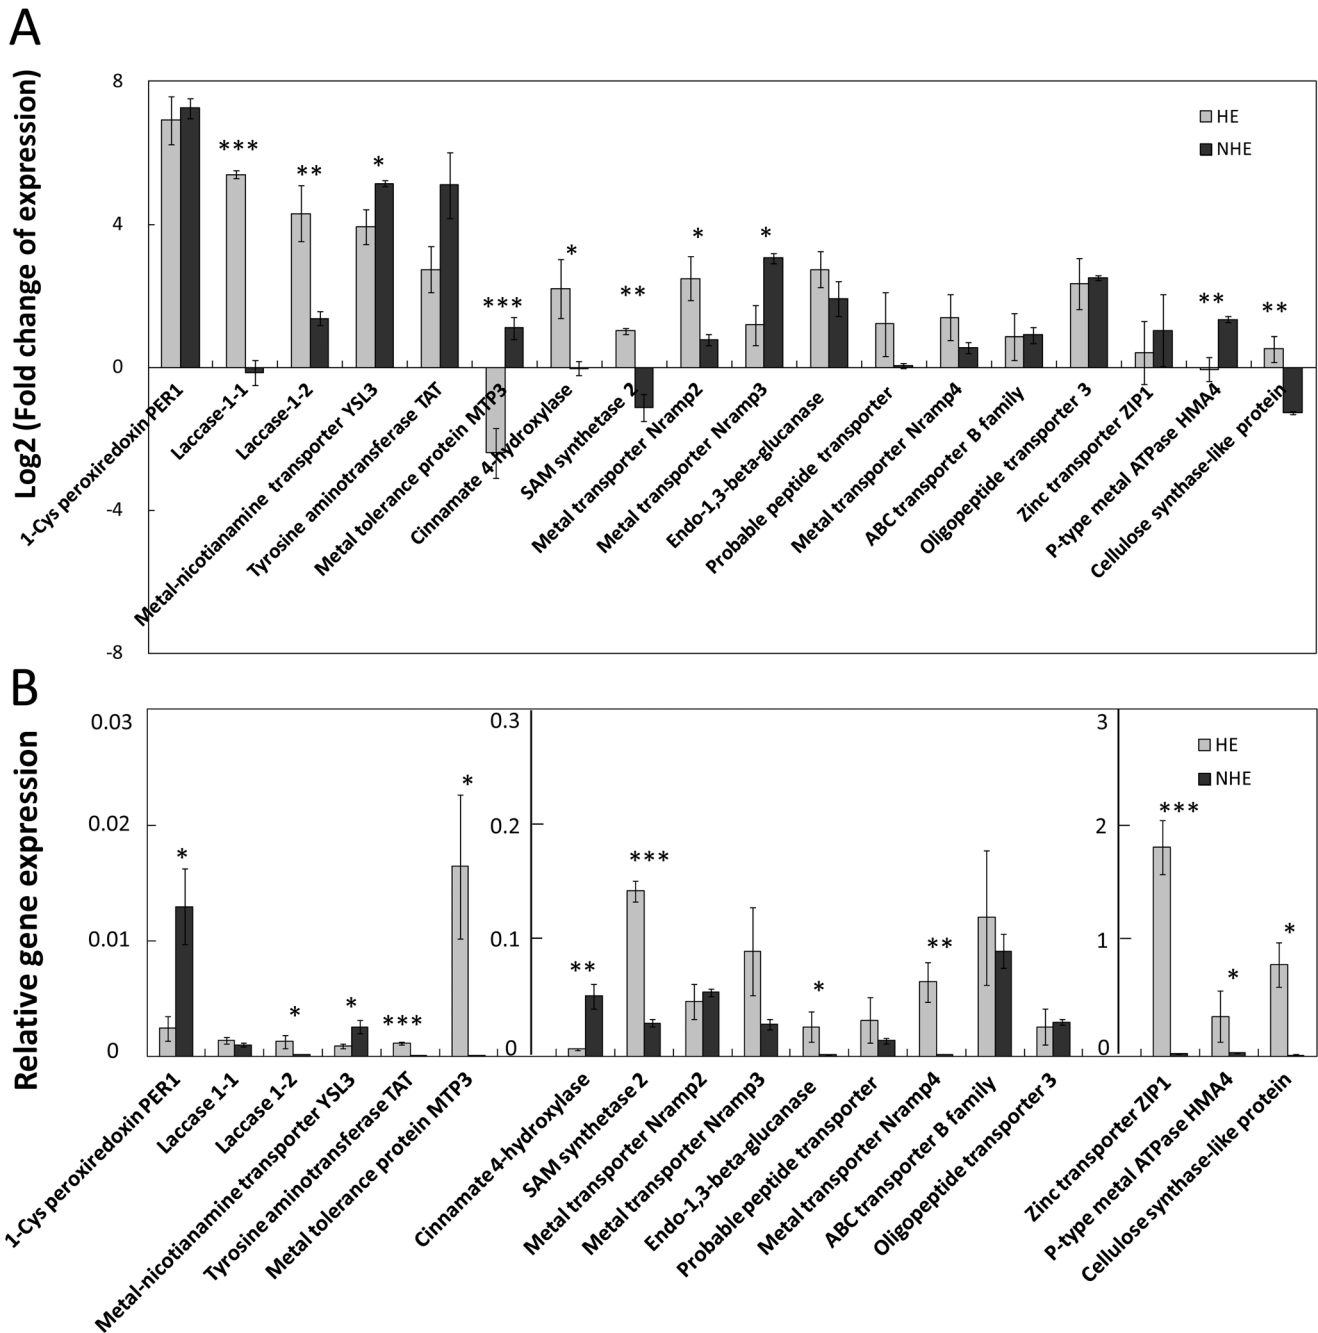 A
Log2 (Fold change of expression)
8
4
0
-4
-8
HE
NHE
***
**
*
***
*
**
*
*
**
**
1-Cys peroxiredoxin PER1
Laccase-1-1
Laccase-1-2
Metal-nicotianamine transporter YSL3
Tyrosine aminotransferase TAT
Metal tolerance protein MTP3
Cinnamate 4-hydroxylase
SAM synthetase 2
Metal transporter Nramp2
Metal transporter Nramp3
Endo-1,3-beta-glucanase
Probable peptide transporter
Metal transporter Nramp4
ABC transporter B family
Oligopeptide transporter 3
Zinc transporter ZIP1
P-type metal ATPase HMA4
Cellulose synthase-like protein
B
Relative gene expression
0.03
0.02
0.01
0
0.3
0.2
0.1
0
3
2
1
0
HE
NHE
*
*
*
***
*
**
***
*
**
***
*
*
1-Cys peroxiredoxin PER1
Laccase 1-1
Laccase 1-2
Metal-nicotianamine transporter YSL3
Tyrosine aminotransferase TAT
Metal tolerance protein MTP3
Cinnamate 4-hydroxylase
SAM synthetase 2
Metal transporter Nramp2
Metal transporter Nramp3
Endo-1,3-beta-glucanase
Probable peptide transporter
Metal transporter Nramp4
ABC transporter B family
Oligopeptide transporter 3
Zinc transporter ZIP1
P-type metal ATPase HMA4
Cellulose synthase-like protein